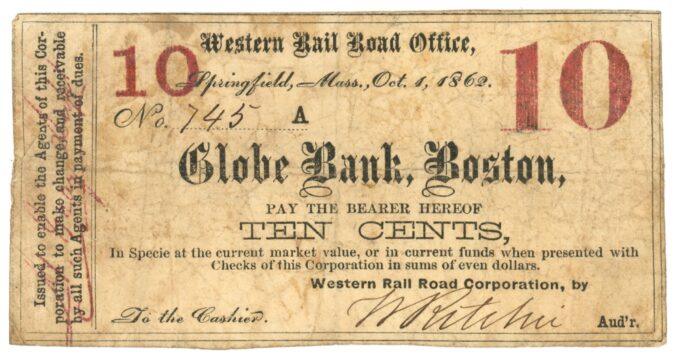 Issued to enable the Agents of this Cor-
poration to make change, and receivable
by all such Agents in payment of dues.
Western Rail Road Office,
10
10
Springfield, Mass., Oct. 1, 1862.
No. 745 A
Globe Bank, Boston,
PAY THE BEARER HEREOF
TEN CENTS,
In Specie at the current market value, or in current funds when presented with
Checks of this Corporation in sums of even dollars.
Western Rail Road Corporation, by
To the Cashier. W Ritchie Aud'r.